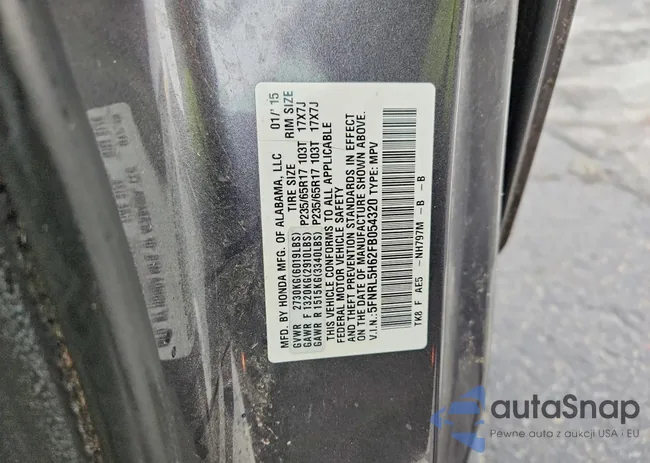 MFD. BY HONDA MFG. OF ALABAMA, LLC 01/'15
TIRE SIZE RIM SIZE
GVWR 2730KG(6019LBS)
GAWR F 1320KG(2910LBS) P235/65R17 103T 17X7J
GAWR R 1515KG(3340LBS) P235/65R17 103T 17X7J
THIS VEHICLE CONFORMS TO ALL APPLICABLE
FEDERAL MOTOR VEHICLE SAFETY
AND THEFT PREVENTION STANDARDS IN EFFECT
ON THE DATE OF MANUFACTURE SHOWN ABOVE.
V.I.N.:5FNRL5H62FB054320 TYPE: MPV
TK8 F AE5 -NH797M -B -B
autaSnap
Pewne auta z aukcji USA i EU